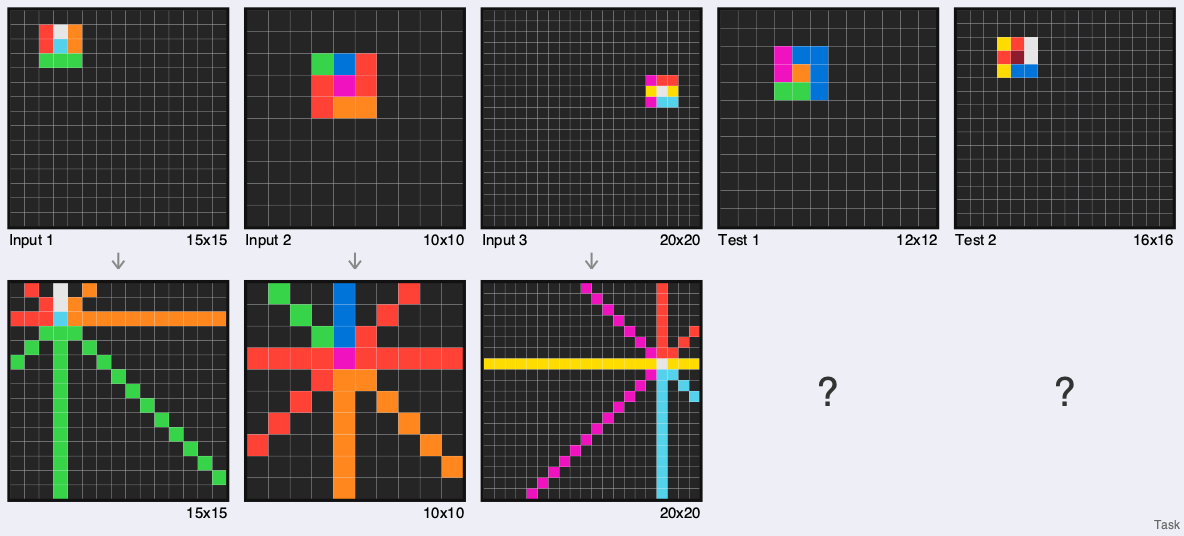 Input 1 15x15
Input 2 10x10
Input 3 20x20
Test 1 12x12
Test 2 16x16
15x15
10x10
20x20
?
?
Task